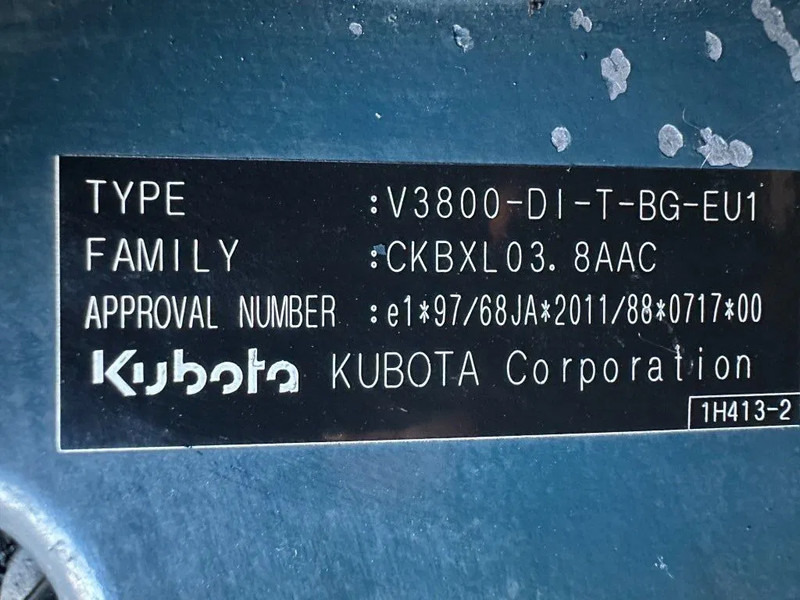 TYPE :V3800-DI-T-BG-EU1
FAMILY :CKBXL03.8AAC
APPROVAL NUMBER :e1*97/68JA*2011/88*0717*00
Kubota KUBOTA Corporation
1H413-2